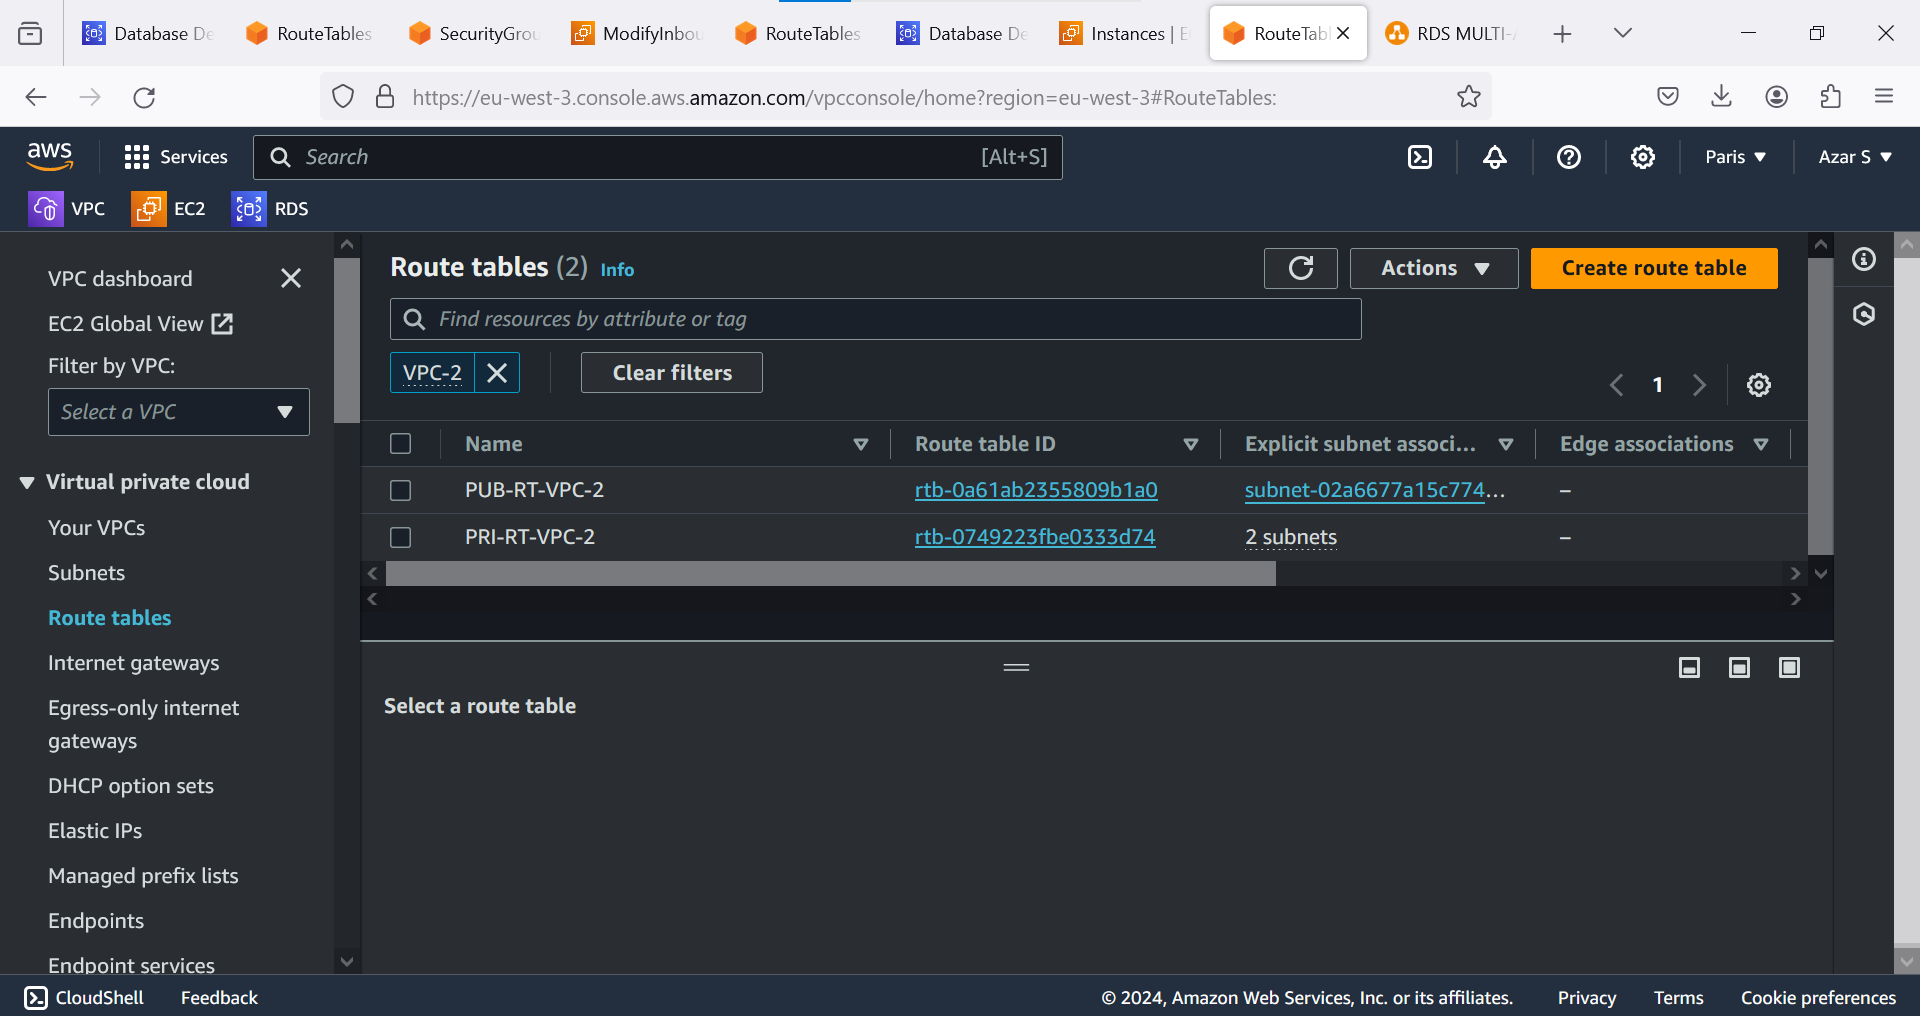 Database De
RouteTables
SecurityGrou
ModifyInbou
RouteTables
Database De
Instances | E
RouteTabl
RDS MULTI-A
https://eu-west-3.console.aws.amazon.com/vpcconsole/home?region=eu-west-3#RouteTables:
aws
Services
Search
[Alt+S]
Paris
Azar S
VPC
EC2
RDS
VPC dashboard
EC2 Global View
Filter by VPC:
Select a VPC
Virtual private cloud
Your VPCs
Subnets
Route tables
Internet gateways
Egress-only internet
gateways
DHCP option sets
Elastic IPs
Managed prefix lists
Endpoints
Endpoint services
Route tables (2) Info
Actions
Create route table
Find resources by attribute or tag
VPC-2
Clear filters
1
Name
Route table ID
Explicit subnet associ...
Edge associations
PUB-RT-VPC-2
rtb-0a61ab2355809b1a0
subnet-02a6677a15c774...
–
PRI-RT-VPC-2
rtb-0749223fbe0333d74
2 subnets
–
Select a route table
CloudShell
Feedback
© 2024, Amazon Web Services, Inc. or its affiliates.
Privacy
Terms
Cookie preferences